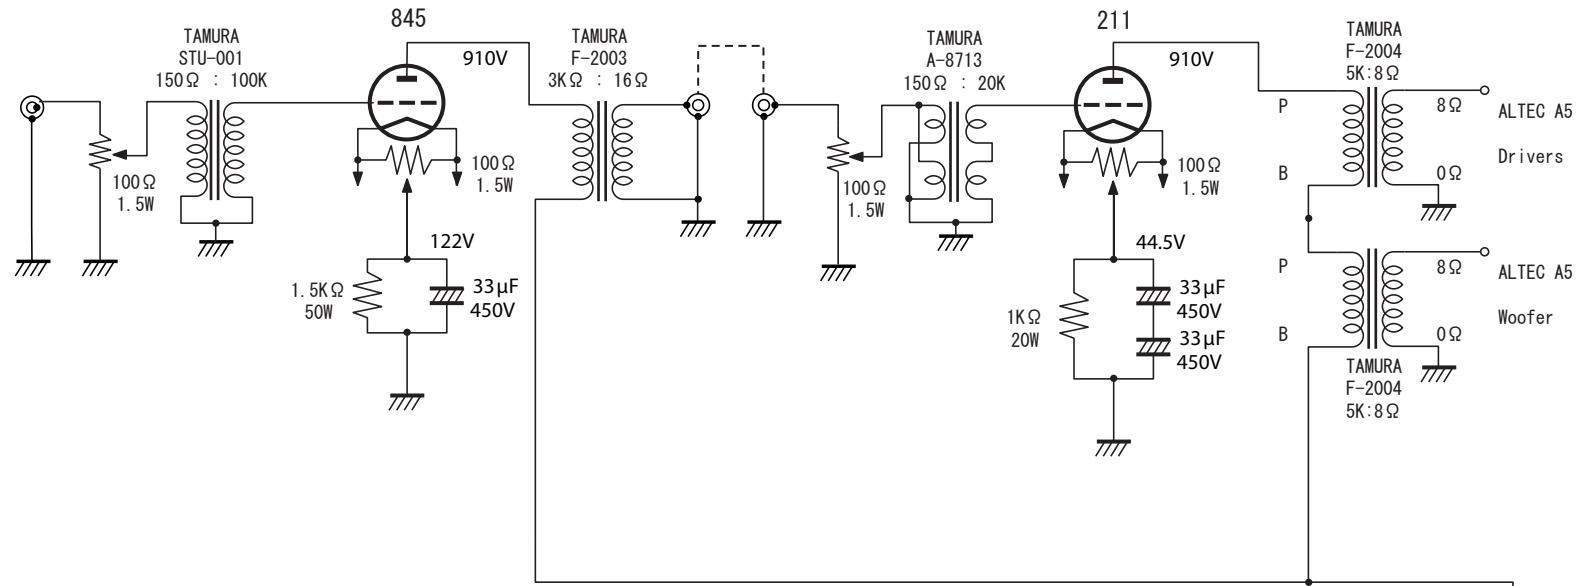 845
TAMURA
STU-001
150Ω : 100K
100Ω
1.5W
910V
100Ω
1.5W
122V
1.5KΩ
50W
33μF
450V
TAMURA
F-2003
3KΩ : 16Ω
TAMURA
A-8713
150Ω : 20K
100Ω
1.5W
211
910V
100Ω
1.5W
44.5V
1KΩ
20W
33μF
450V
33μF
450V
TAMURA
F-2004
5K:8Ω
P
B
8Ω
0Ω
ALTEC A5
Drivers
P
B
8Ω
0Ω
ALTEC A5
Woofer
TAMURA
F-2004
5K:8Ω